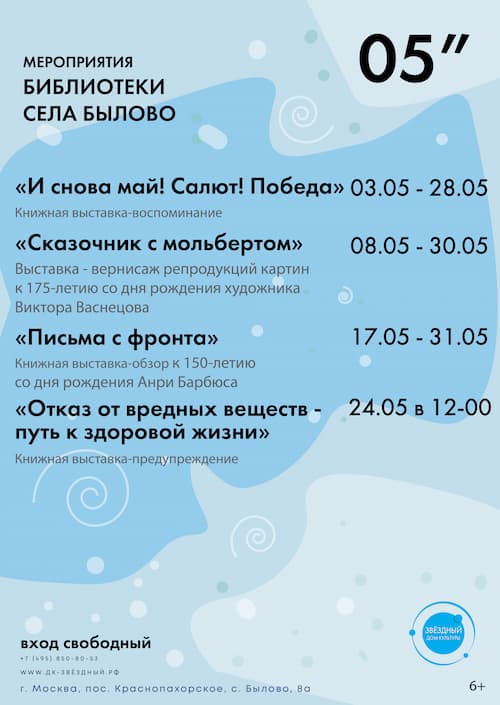 05”
МЕРОПРИЯТИЯ
БИБЛИОТЕКИ
СЕЛА БЫЛОВО
«И снова май! Салют! Победа» 03.05 - 28.05
Книжная выставка-воспоминание
«Сказочник с мольбертом» 08.05 - 30.05
Выставка - вернисаж репродукций картин
к 175-летию со дня рождения художника
Виктора Васнецова
«Письма с фронта» 17.05 - 31.05
Книжная выставка-обзор к 150-летию
со дня рождения Анри Барбюса
«Отказ от вредных веществ - 24.05 в 12-00
путь к здоровой жизни»
Книжная выставка-предупреждение
ЗВЁЗДНЫЙ
ДОМ КУЛЬТУРЫ
вход свободный
+7 (495) 850-80-53
WWW.ДК-ЗВЁЗДНЫЙ.РФ
г. Москва, пос. Краснопахорское, с. Былово, 8а
6+